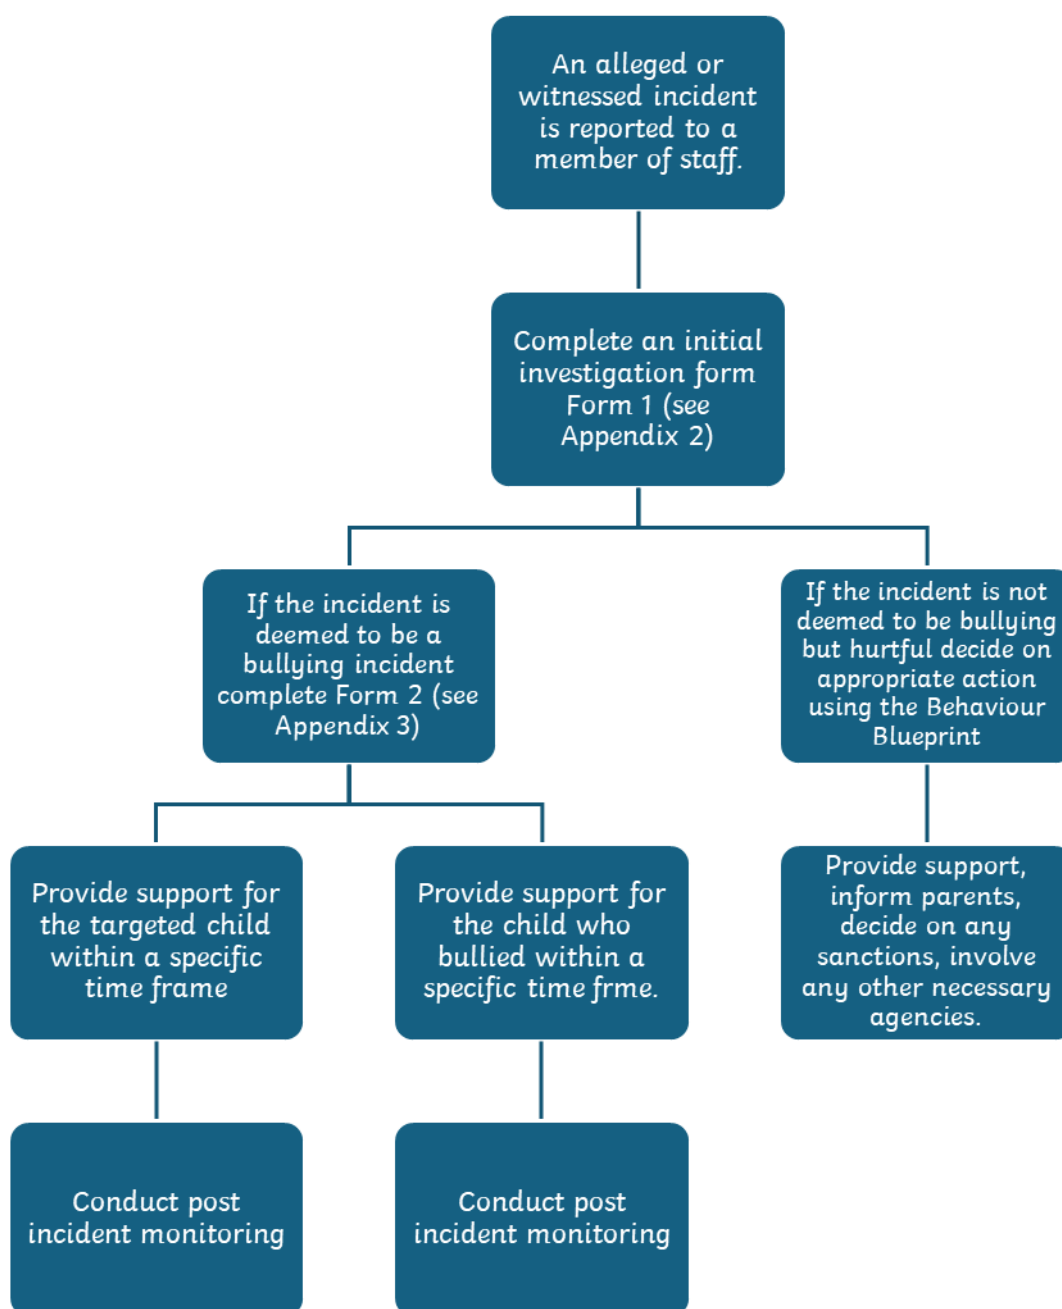 An alleged or
witnessed incident
is reported to a
member of staff.
Complete an initial
investigation form
Form 1 (see
Appendix 2)
If the incident is
deemed to be a
bullying incident
complete Form 2 (see
Appendix 3)
If the incident is not
deemed to be bullying
but hurtful decide on
appropriate action
using the Behaviour
Blueprint
Provide support for
the targeted child
within a specific
time frame
Provide support for
the child who
bullied within a
specific time frme.
Provide support,
inform parents,
decide on any
sanctions, involve
any other necessary
agencies.
Conduct post
incident monitoring
Conduct post
incident monitoring